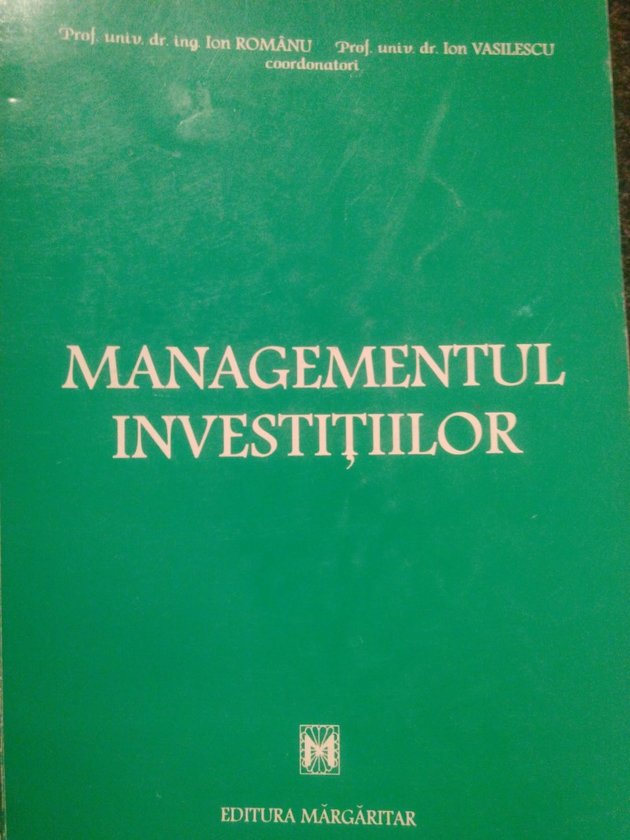 Prof. univ. dr. ing. Ion ROMÂNU Prof. univ. dr. Ion VASILESCU
coordonatori
MANAGEMENTUL
INVESTIȚIILOR
M
EDITURA MĂRGĂRITAR